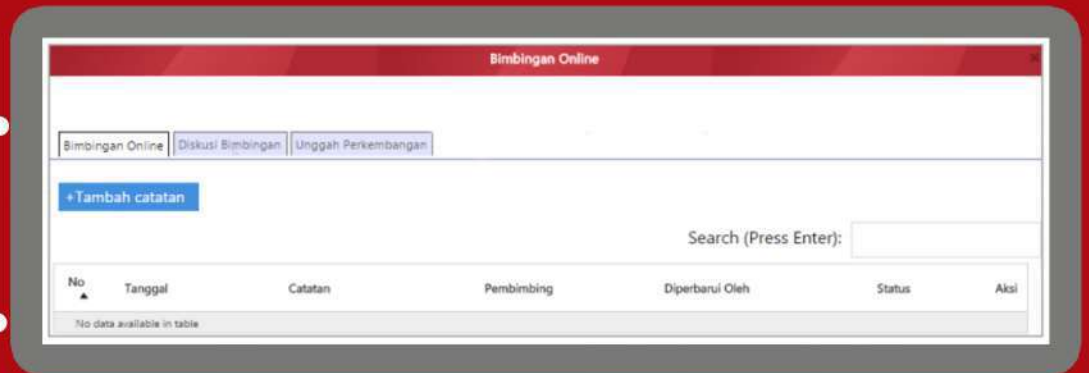 Bimbingan Online
Bimbingan Online Diskusi Bimbingan Unggah Perkembangan
+Tambah catatan
Search (Press Enter):
No Tanggal Catatan Pembimbing Diperbarui Oleh Status Aksi
No data available in table